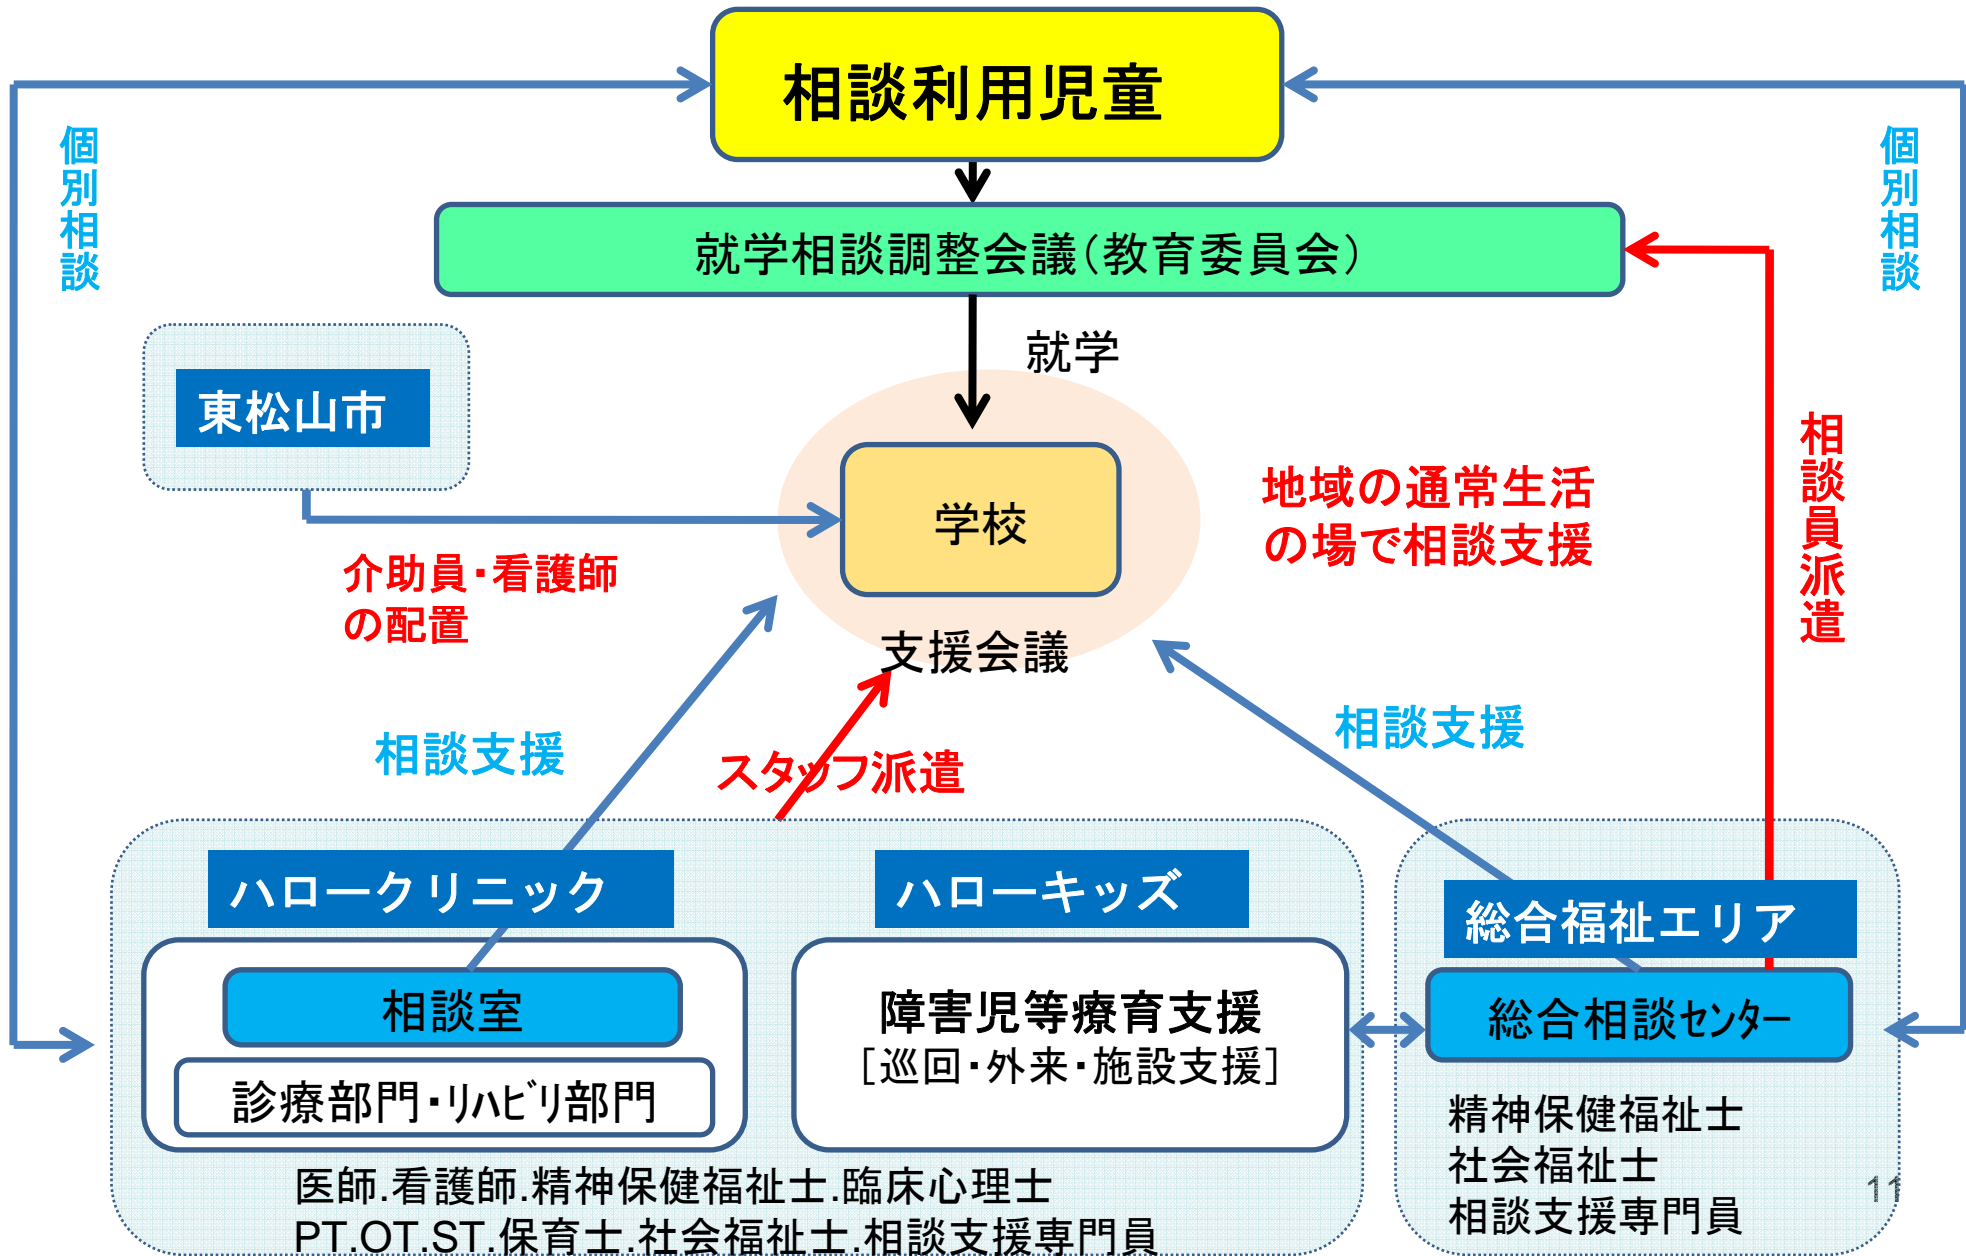 相談利用児童
個別相談
個別相談
就学相談調整会議（教育委員会）
就学
東松山市
学校
地域の通常生活
の場で相談支援
相談員派遣
介助員・看護師
の配置
支援会議
相談支援
スタッフ派遣
相談支援
ハロークリニック
ハローキッズ
総合福祉エリア
相談室
障害児等療育支援
［巡回・外来・施設支援］
総合相談ｾﾝﾀｰ
診療部門・ﾘﾊﾋﾞﾘ部門
精神保健福祉士
社会福祉士
相談支援専門員
医師.看護師.精神保健福祉士.臨床心理士
PT.OT.ST.保育士.社会福祉士.相談支援専門員
11